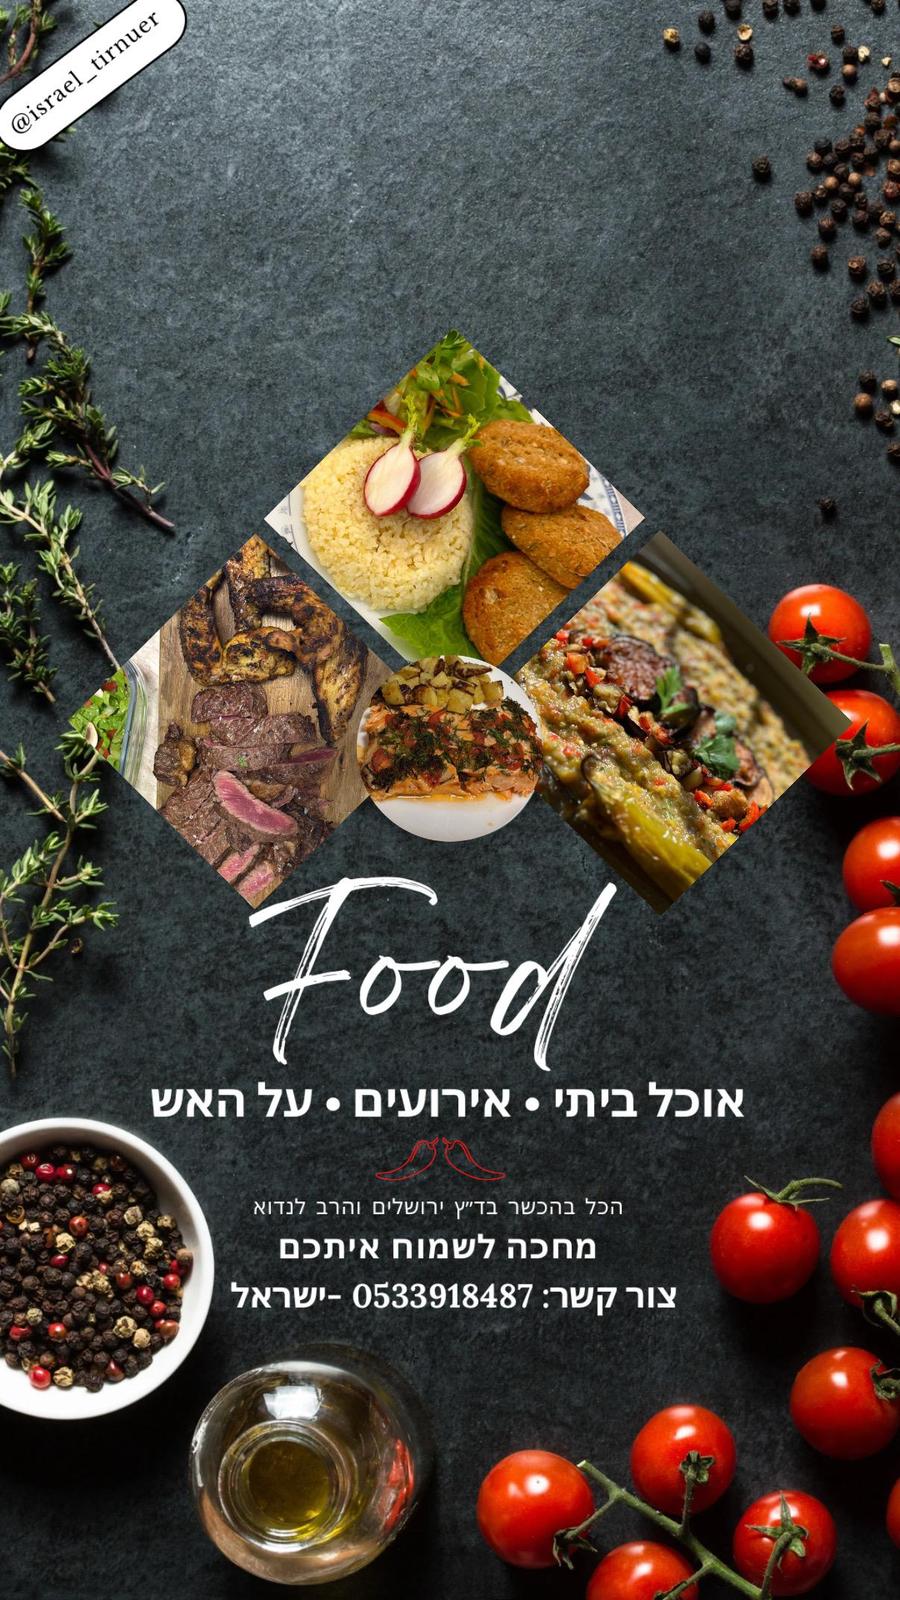 @israel_tirnuer
Food
אוכל ביתי • אירועים • על האש
הכל בהכשר בד״ץ ירושלים והרב לנדוא
מחכה לשמוח איתכם
צור קשר: 0533918487 -ישראל